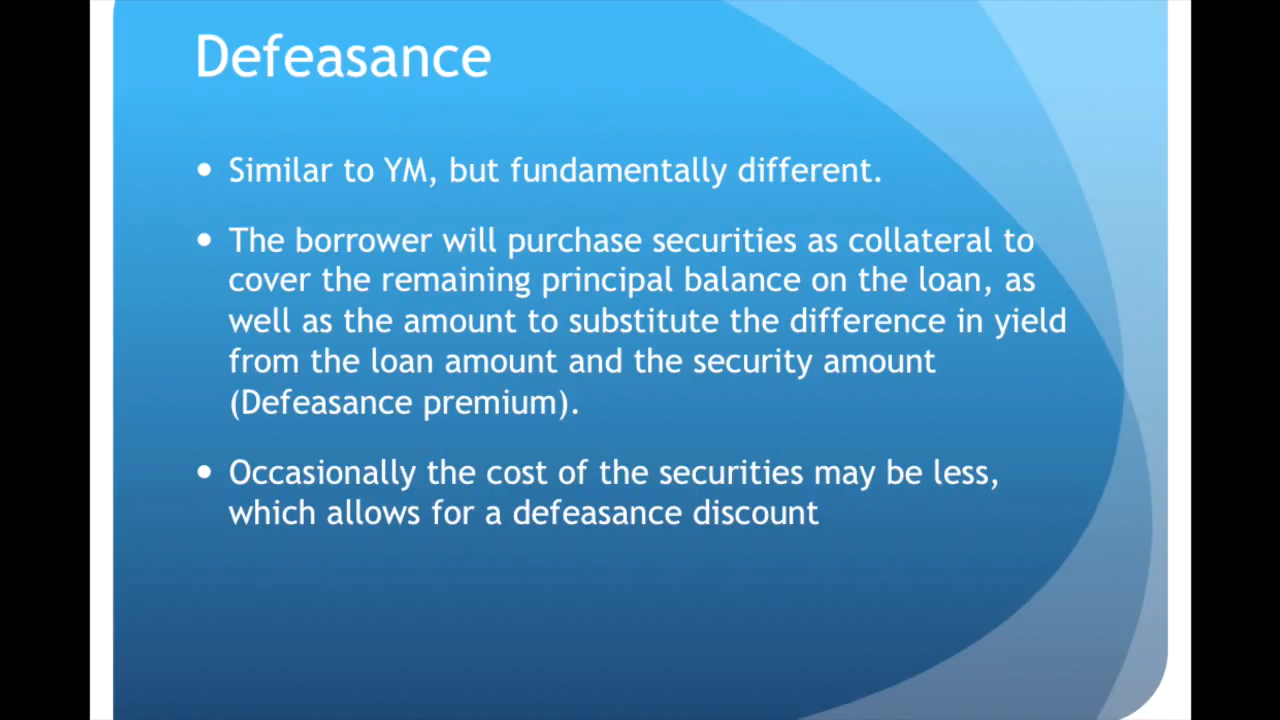 Defeasance
• Similar to YM, but fundamentally different.
• The borrower will purchase securities as collateral to
cover the remaining principal balance on the loan, as
well as the amount to substitute the difference in yield
from the loan amount and the security amount
(Defeasance premium).
• Occasionally the cost of the securities may be less,
which allows for a defeasance discount